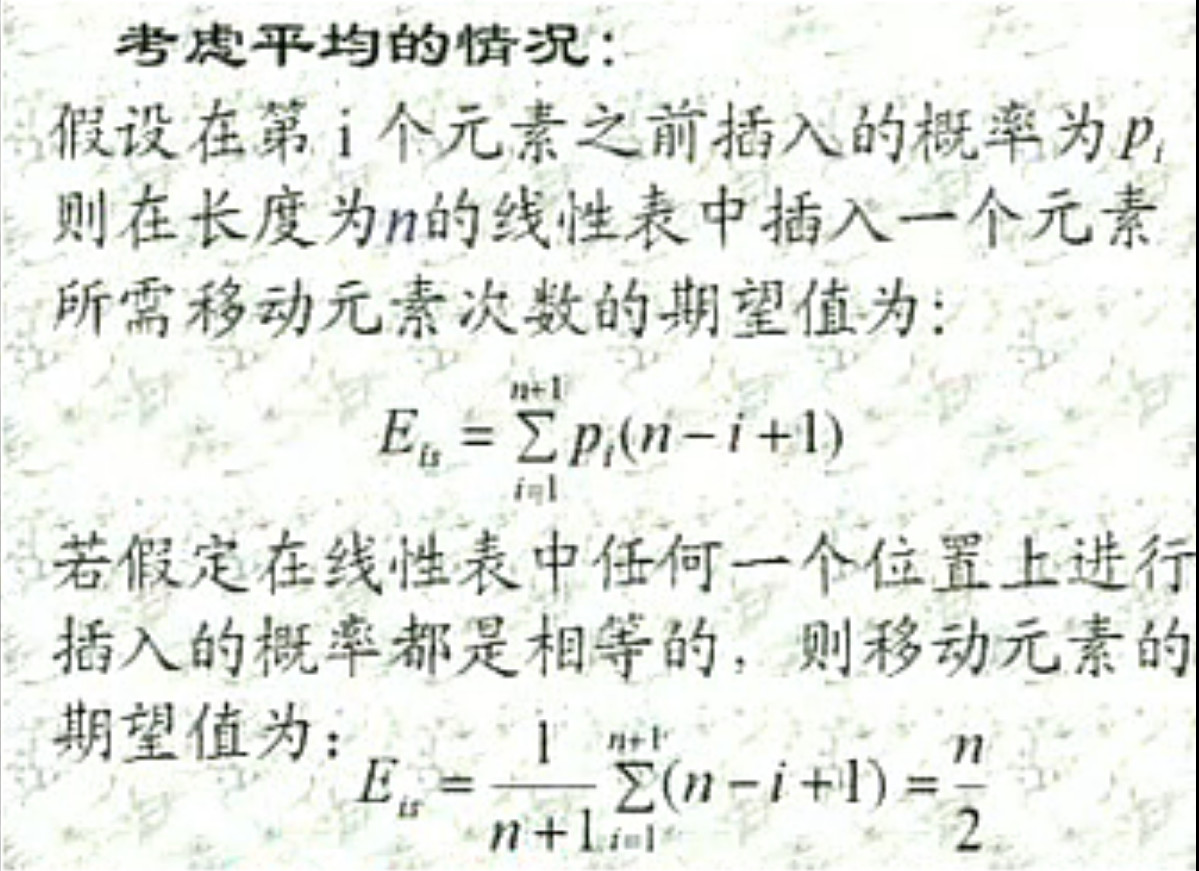 考虑平均的情况：
假设在第 i 个元素之前插入的概率为 pᵢ
则在长度为n的线性表中插入一个元素
所需移动元素次数的期望值为：
E_{is} = \sum_{i=1}^{n+1} p_i(n-i+1)
若假定在线性表中任何一个位置上进行
插入的概率都是相等的，则移动元素的
期望值为：E_{is} = \frac{1}{n+1} \sum_{i=1}^{n+1} (n-i+1) = \frac{n}{2}